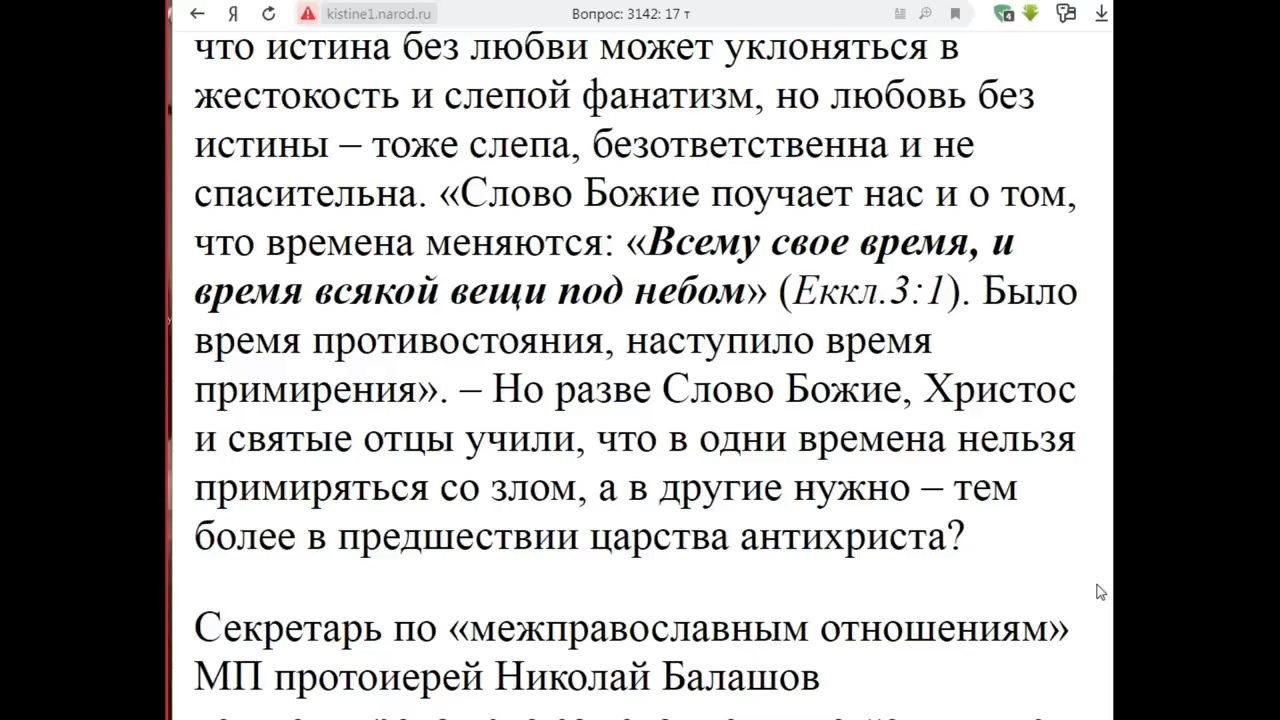 kistine1.narod.ru
Вопрос: 3142: 17 т
что истина без любви может уклоняться в
жестокость и слепой фанатизм, но любовь без
истины – тоже слепа, безответственна и не
спасительна. «Слово Божие поучает нас и о том,
что времена меняются: «Всему свое время, и
время всякой вещи под небом» (Еккл.3:1). Было
время противостояния, наступило время
примирения». – Но разве Слово Божие, Христос
и святые отцы учили, что в одни времена нельзя
примиряться со злом, а в другие нужно – тем
более в предшествии царства антихриста?
Секретарь по «межправославным отношениям»
МП протоиерей Николай Балашов